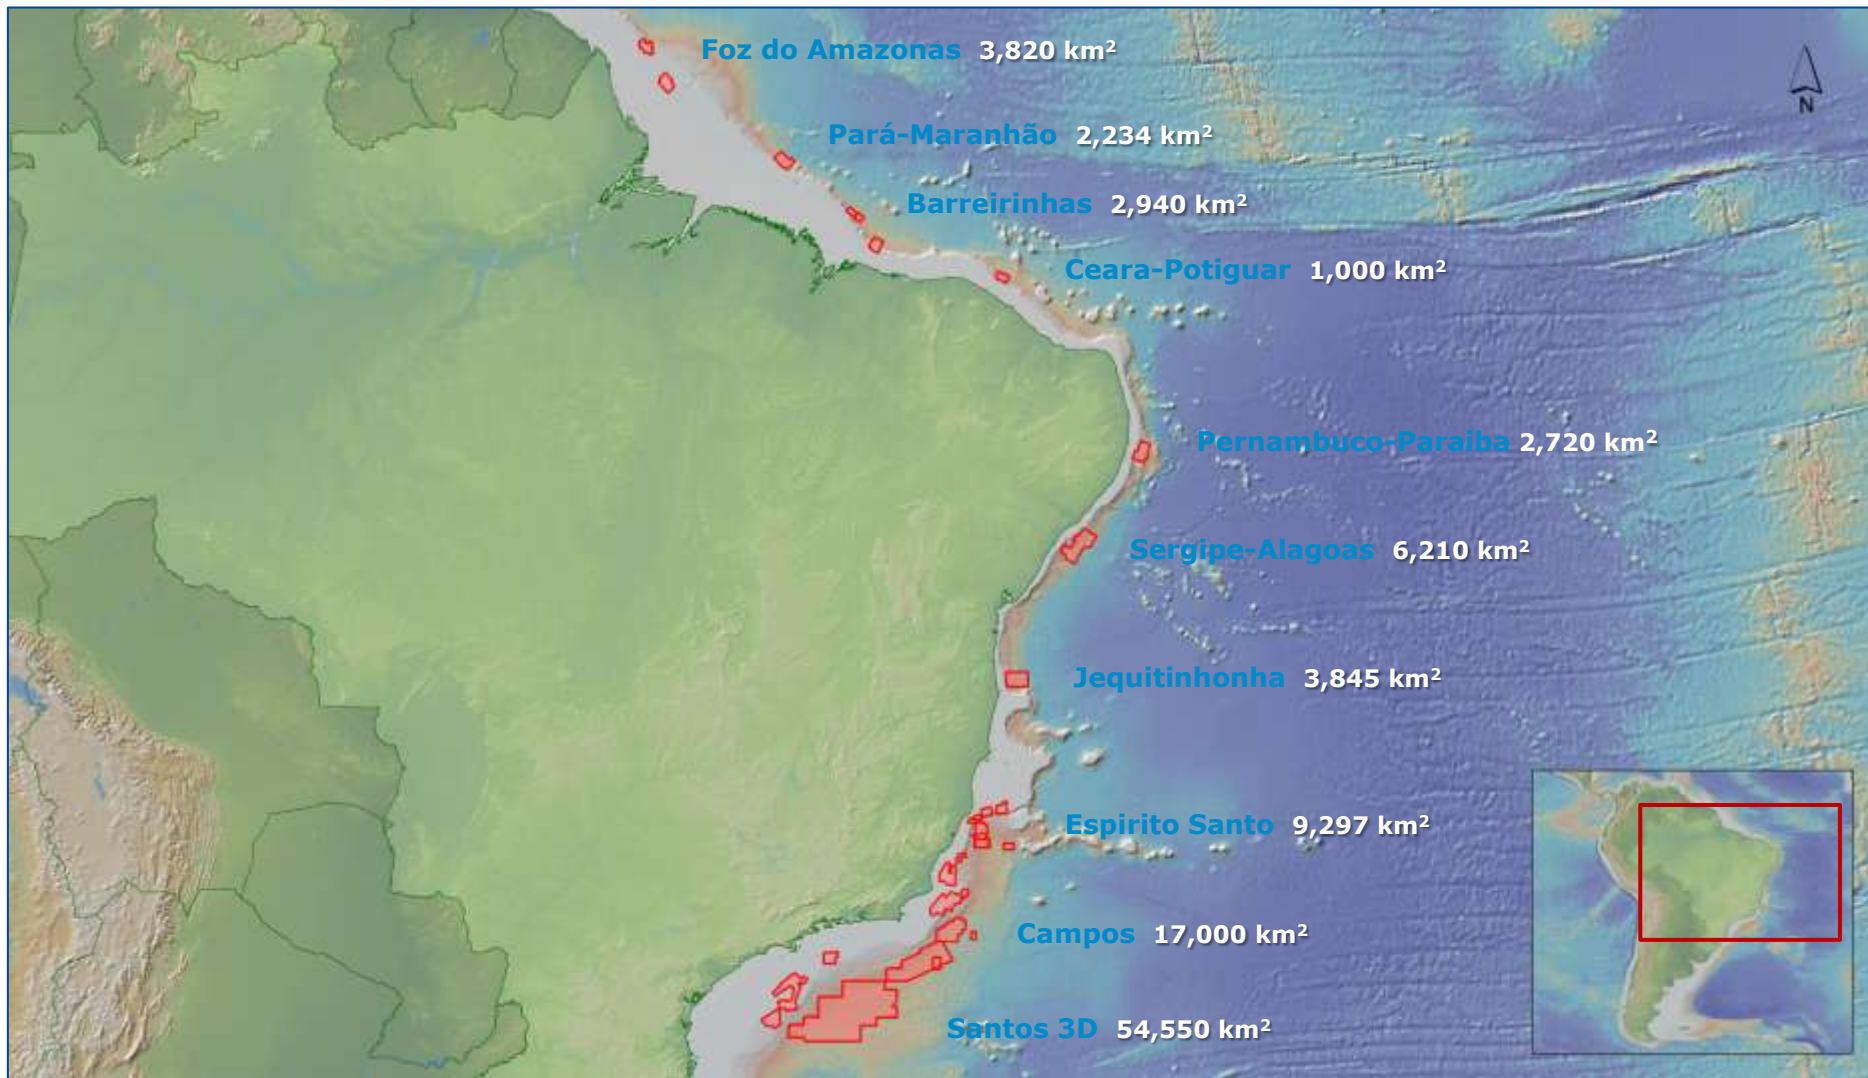 Foz do Amazonas 3,820 km²
Pará-Maranhão 2,234 km²
Barreirinhas 2,940 km²
Ceara-Potiguar 1,000 km²
Pernambuco-Paraiba 2,720 km²
Sergipe-Alagoas 6,210 km²
Jequitinhonha 3,845 km²
Espirito Santo 9,297 km²
Campos 17,000 km²
Santos 3D 54,550 km²
N